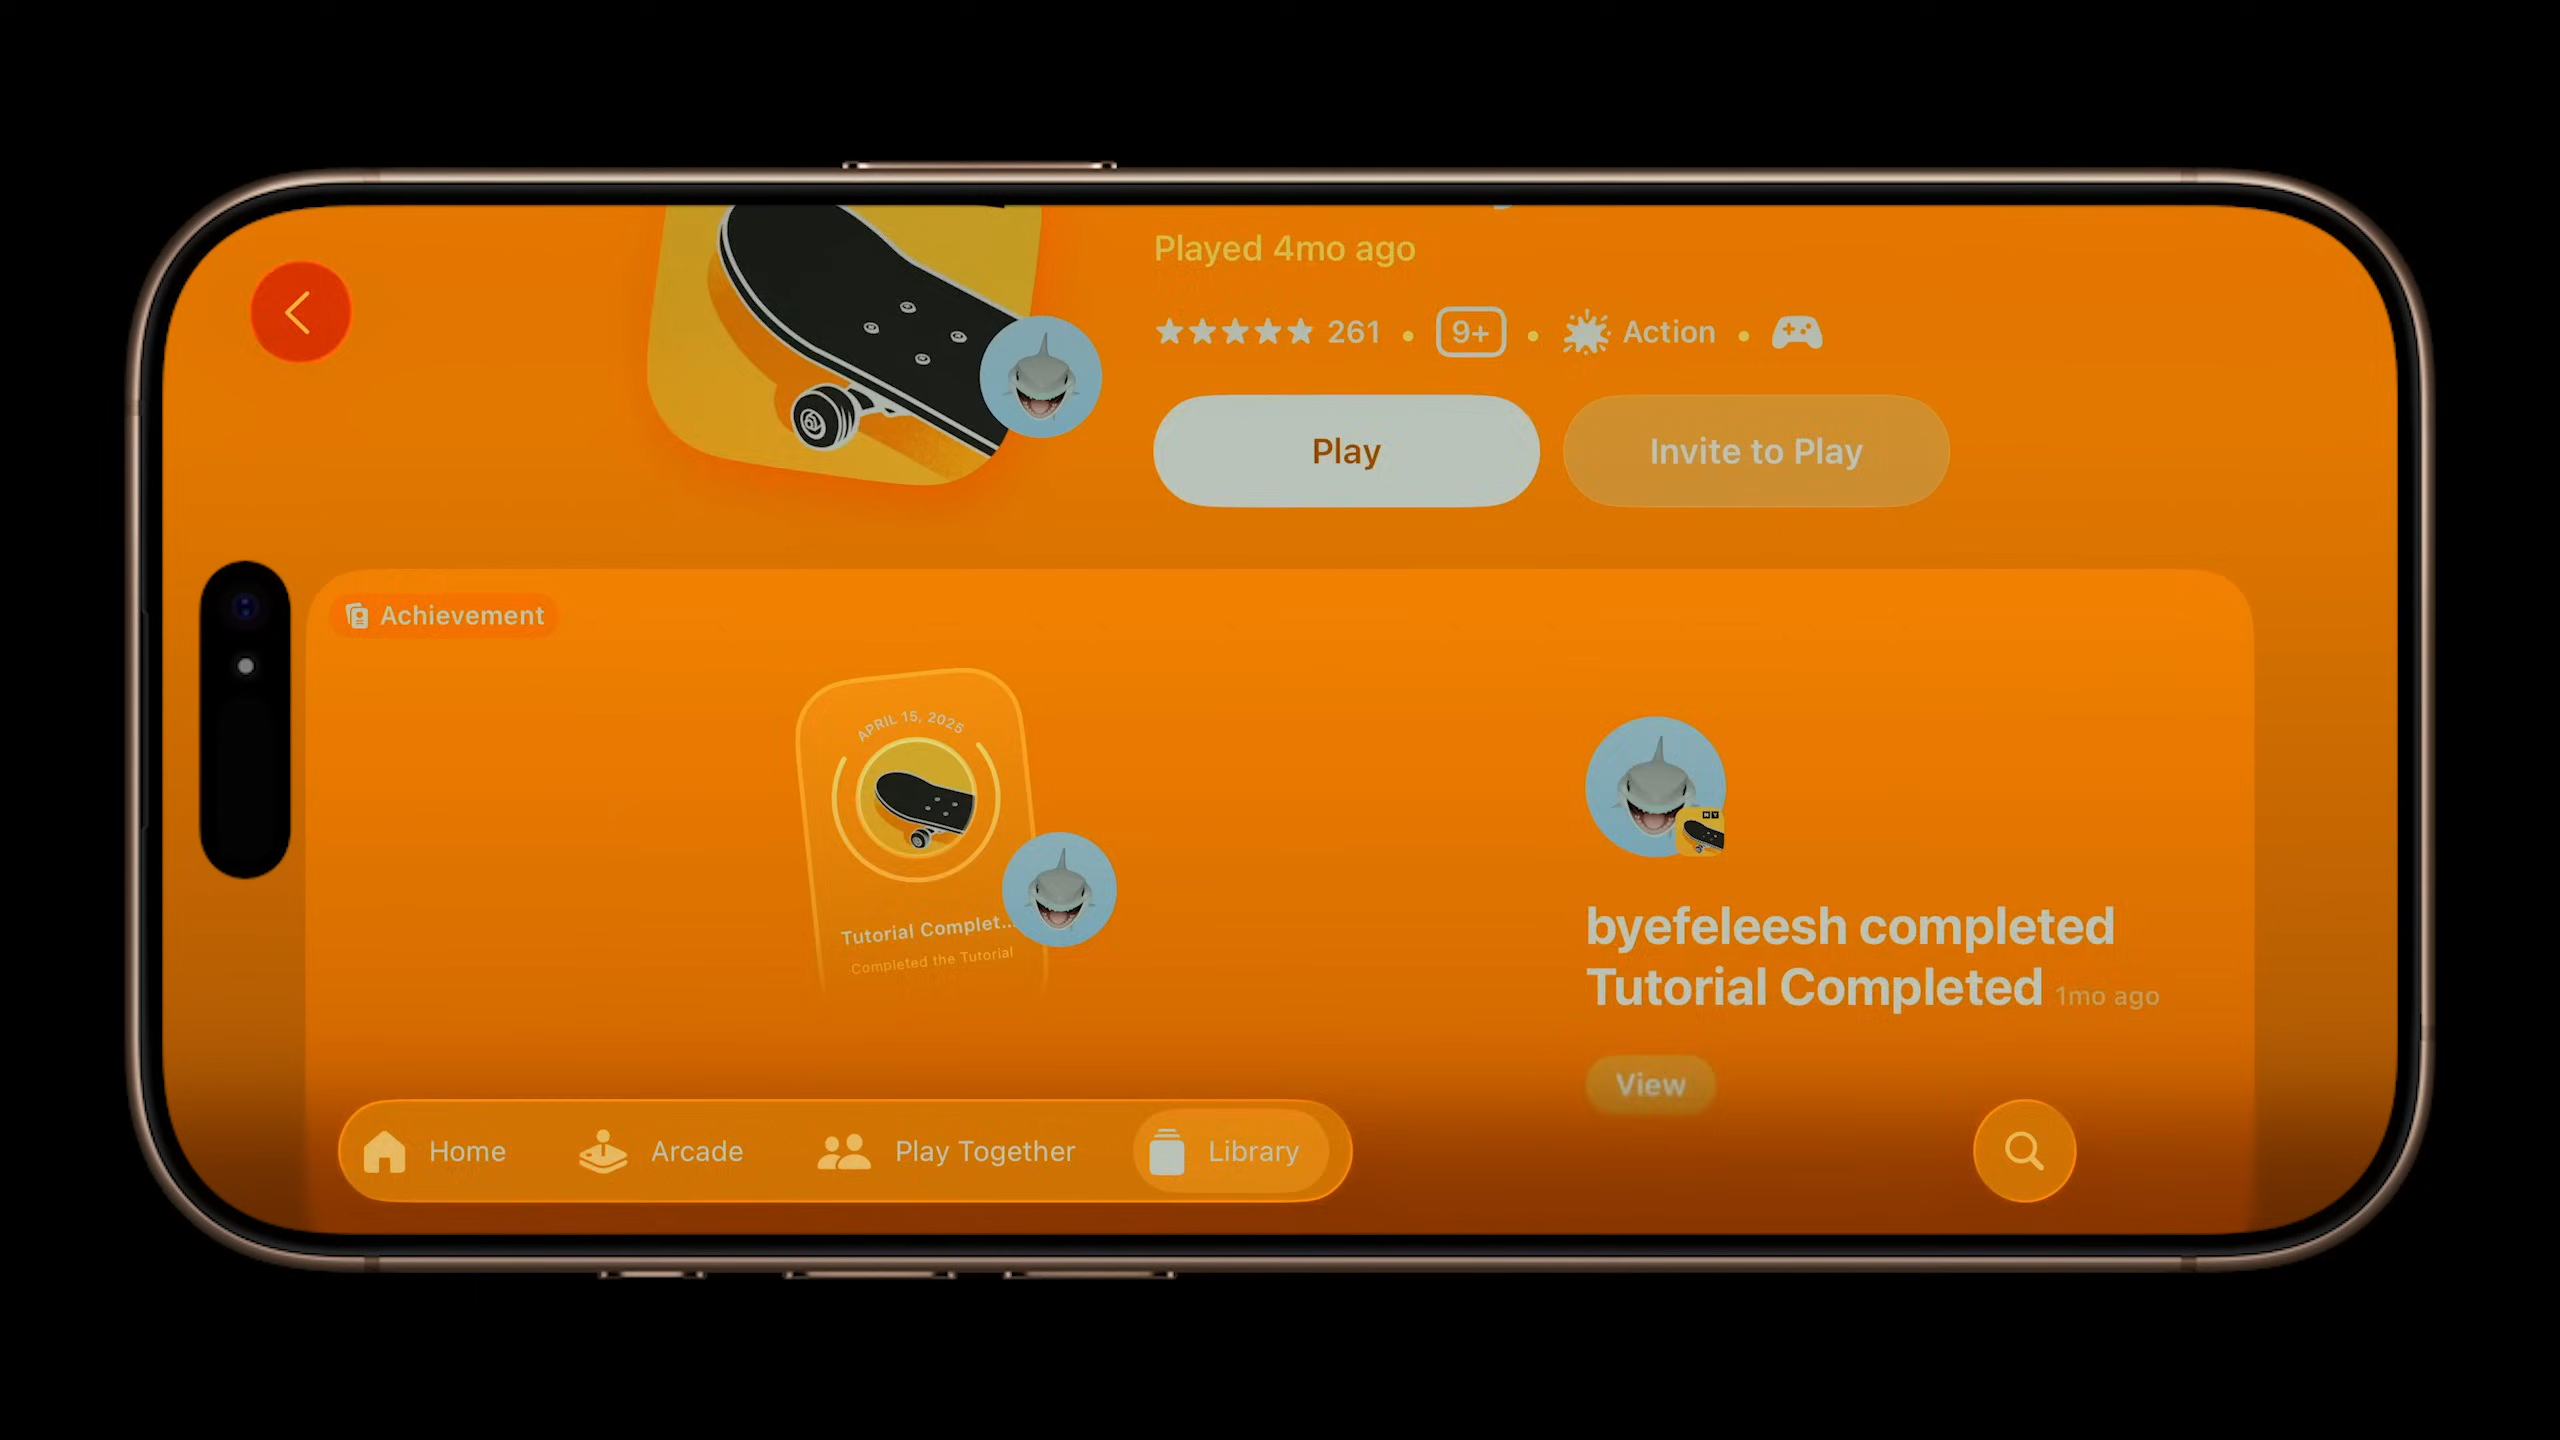 Played 4mo ago
261
9+
Action
Play
Invite to Play
Achievement
APRIL 15, 2025
Tutorial Complet...
Completed the Tutorial
byefeleesh completed
Tutorial Completed 1mo ago
View
Home
Arcade
Play Together
Library